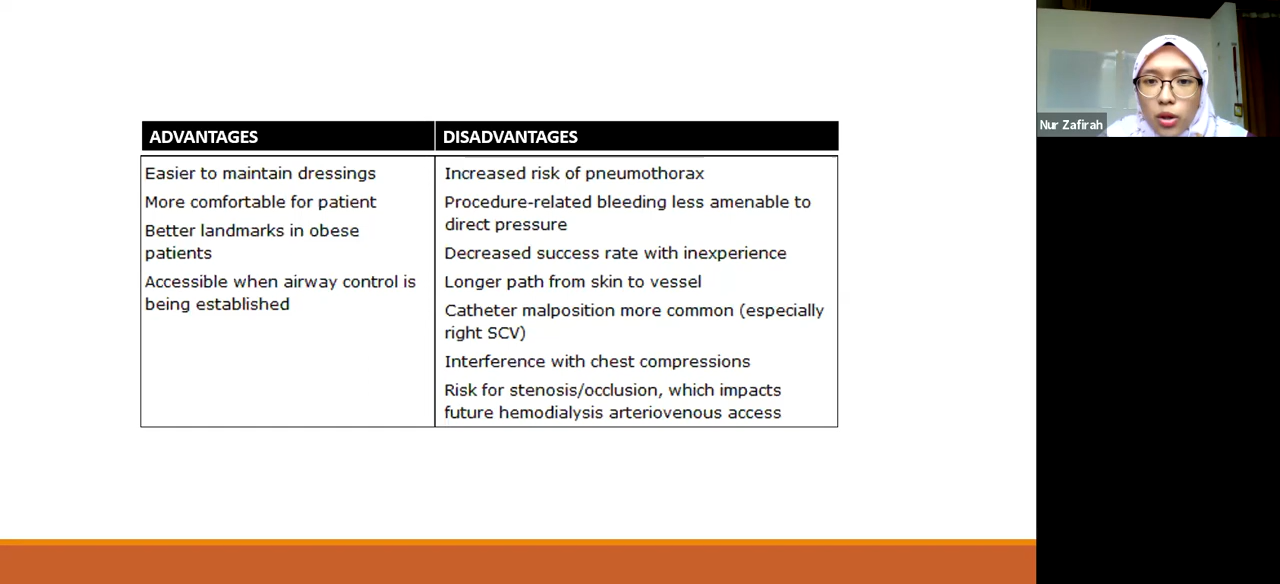 ADVANTAGES
DISADVANTAGES
Easier to maintain dressings
More comfortable for patient
Better landmarks in obese
patients
Accessible when airway control is
being established
Increased risk of pneumothorax
Procedure-related bleeding less amenable to
direct pressure
Decreased success rate with inexperience
Longer path from skin to vessel
Catheter malposition more common (especially
right SCV)
Interference with chest compressions
Risk for stenosis/occlusion, which impacts
future hemodialysis arteriovenous access
Nur Zafirah